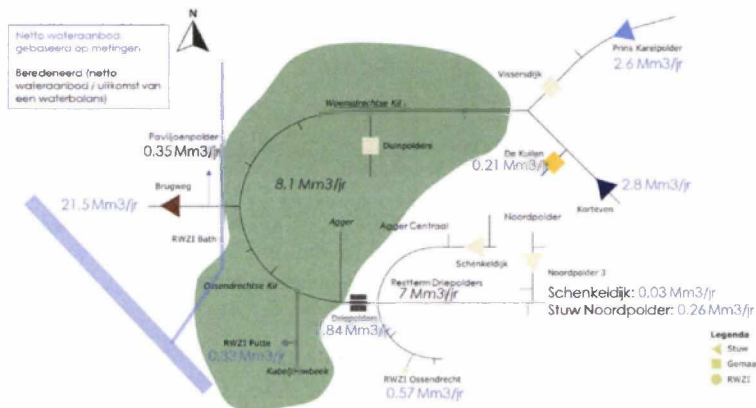 Netto wateraanbod
gebaseerd op metingen
Beredeneerd (netto
wateraanbod / uitkomst van
een waterbalans)
N
Prins Karelpolder
2.6 Mm3/jr
Vissersdijk
Woensdrechtse Kil
Paviljoenpolder
0.35 Mm3/jr
Duinpolders
De Kuilen
0.21 Mm3/jr
8.1 Mm3/jr
2.8 Mm3/jr
Korteven
Brugweg
21.5 Mm3/jr
RWZI Bath
Agger
Agger Centraal
Noordpolder
Schenkeldijk
Noordpolder 3
Ossendrechtse Kil
Restterm Driepolders
7 Mm3/jr
Schenkeldijk: 0,03 Mm3/jr
Stuw Noordpolder: 0.26 Mm3/jr
Driepolders
.84 Mm3/jr
RWZI Putte
0.33 Mm3/jr
Kabeljauwbeek
RWZI Ossendrecht
0.57 Mm3/jr
Legenda
Stuw
Gemaa
RWZI